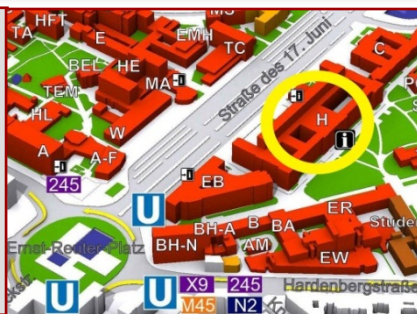 HFT
TA
E
EMH
MS
TC
BEL
HE
TEM
MA
HL
W
A
A-F
245
Straße des 17. Juni
C
H
i
EB
U
Ernst-Reuter-Platz
BH-N
BH-A
B
AM
BA
ER
EW
Hardenbergstraße
U
U
X9
245
M45
N2